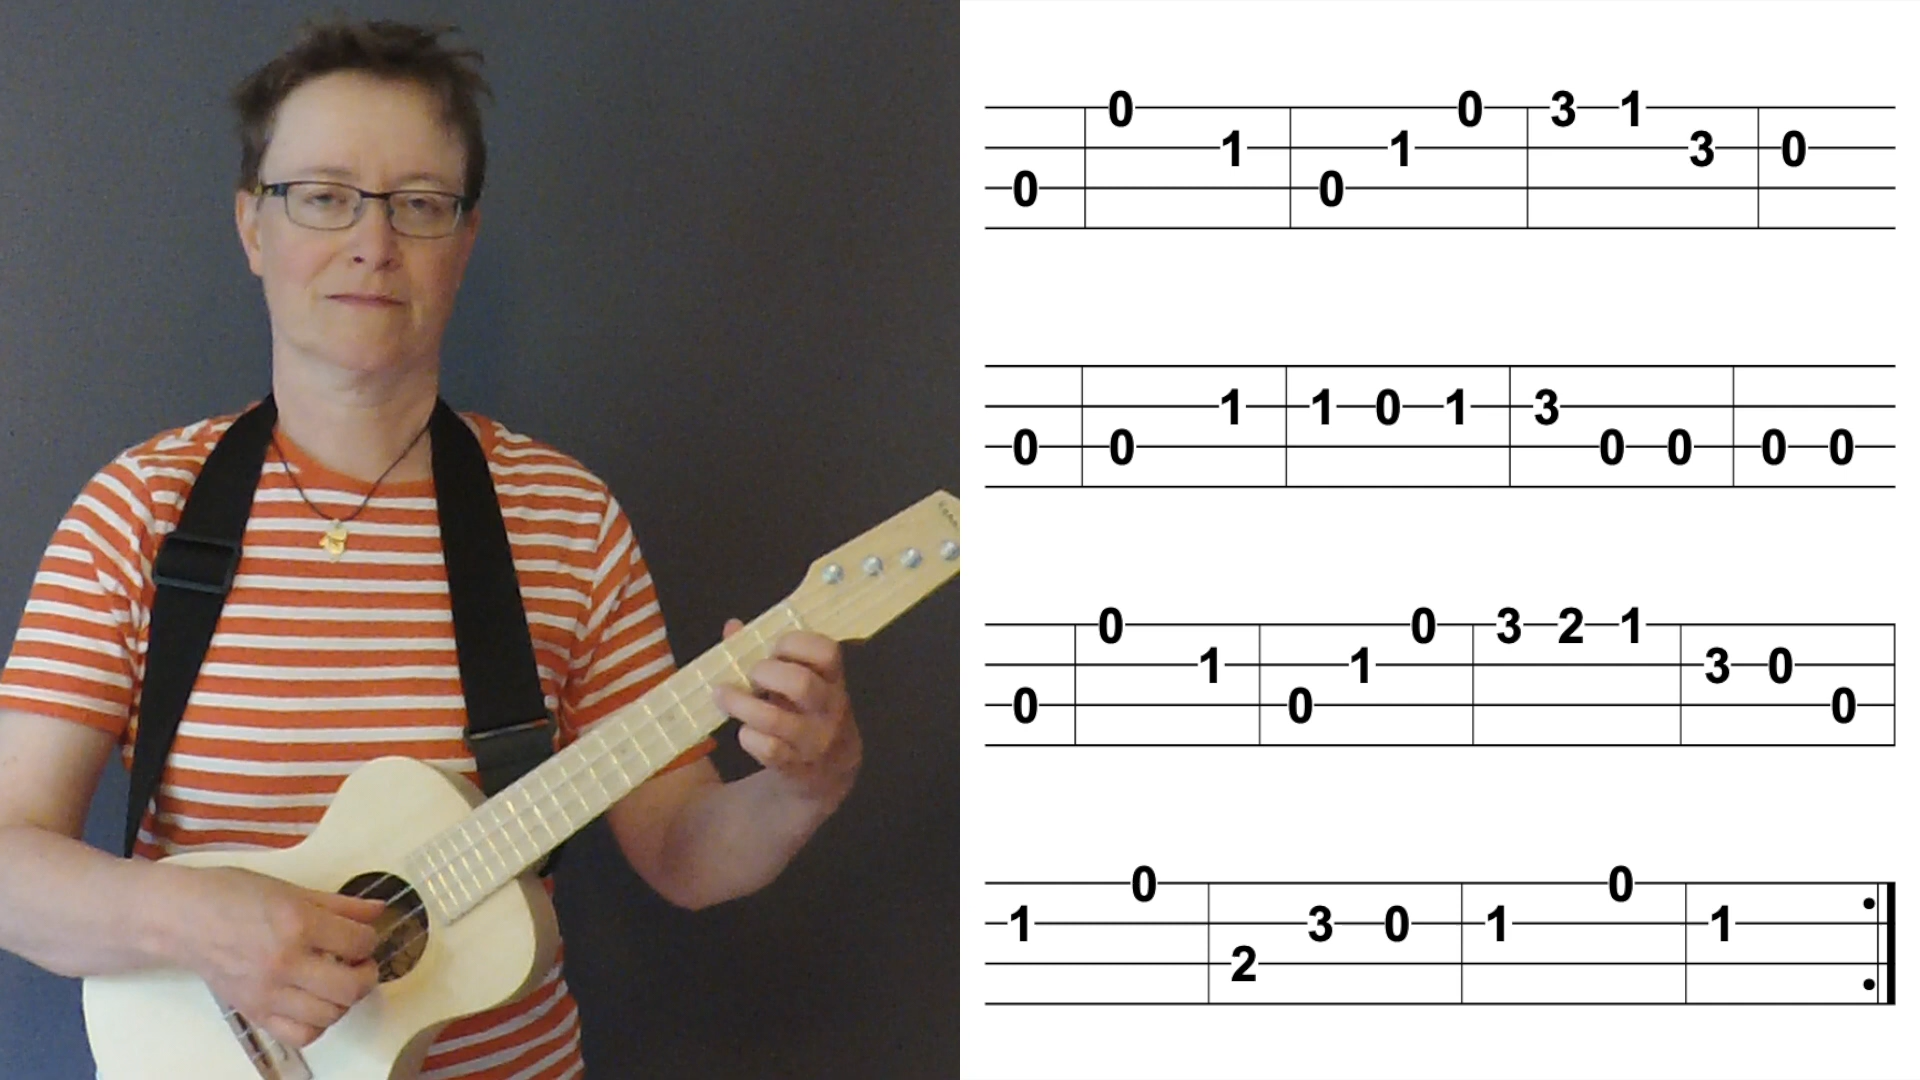 0 0 1 0 1 0 3 1 3 0
0 0 1 1 0 1 3 0 0 0 0
0 0 1 0 1 0 3 2 1 3 0 0
1 0 2 3 0 1 0 1